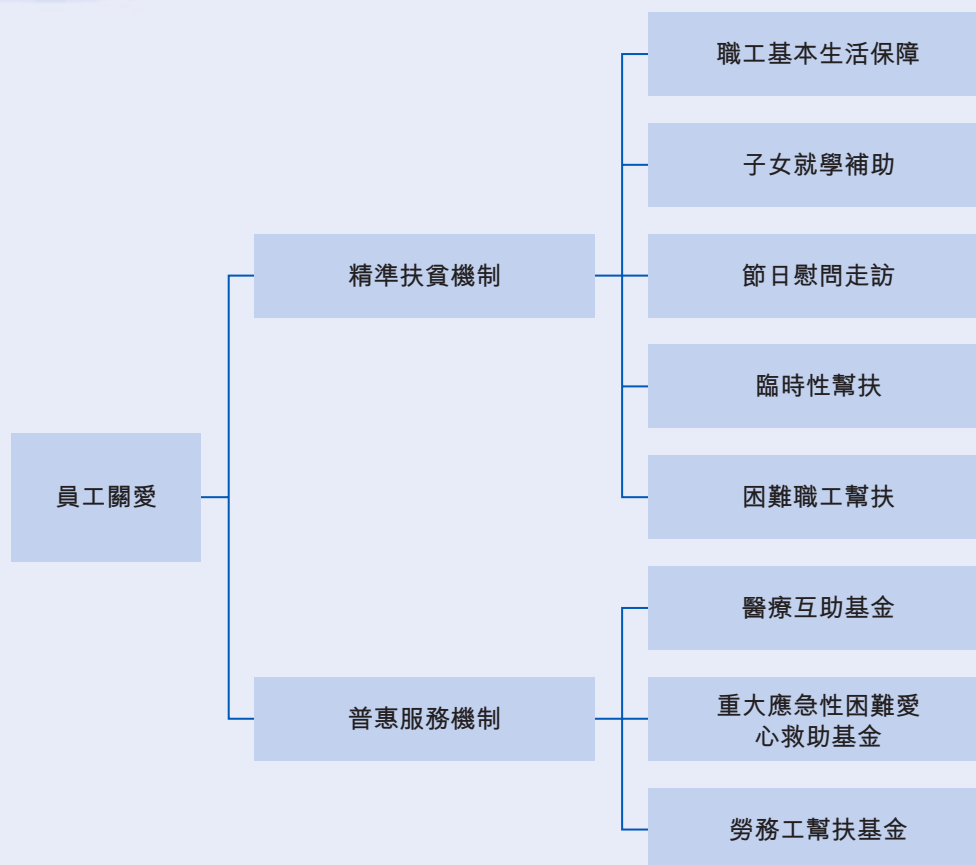 員工關愛
精準扶貧機制
職工基本生活保障
子女就學補助
節日慰問走訪
臨時性幫扶
困難職工幫扶
普惠服務機制
醫療互助基金
重大應急性困難愛
心救助基金
勞務工幫扶基金